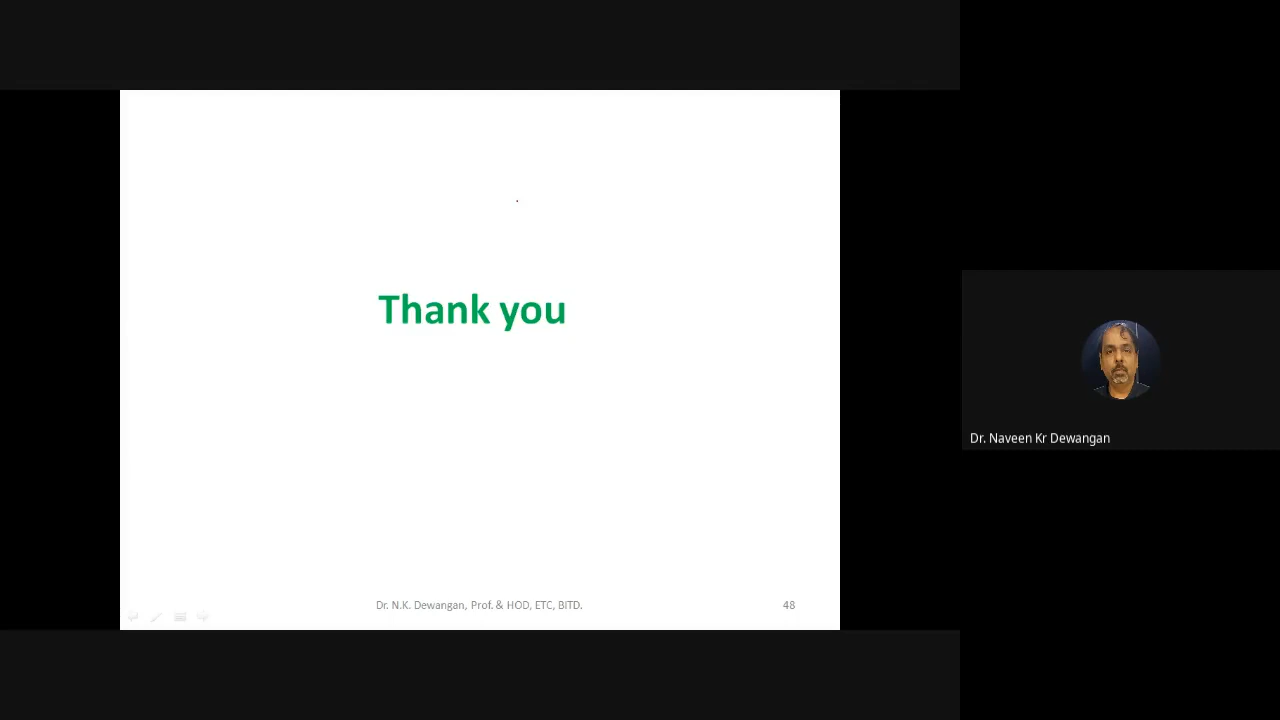 Thank you
Dr. N.K. Dewangan, Prof. & HOD, ETC, BITD.
48
Dr. Naveen Kr Dewangan